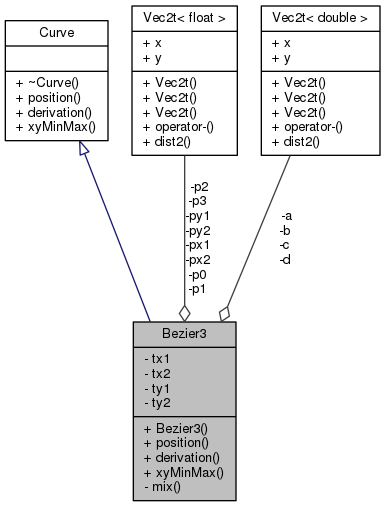 Curve
+ ~Curve()
+ position()
+ derivation()
+ xyMinMax()
Vec2t< float >
+ x
+ y
+ Vec2t()
+ Vec2t()
+ Vec2t()
+ operator-()
+ dist2()
Vec2t< double >
+ x
+ y
+ Vec2t()
+ Vec2t()
+ Vec2t()
+ operator-()
+ dist2()
-p2
-p3
-py1
-py2
-px1
-px2
-p0
-p1
-a
-b
-c
-d
Bezier3
- tx1
- tx2
- ty1
- ty2
+ Bezier3()
+ position()
+ derivation()
+ xyMinMax()
- mix()